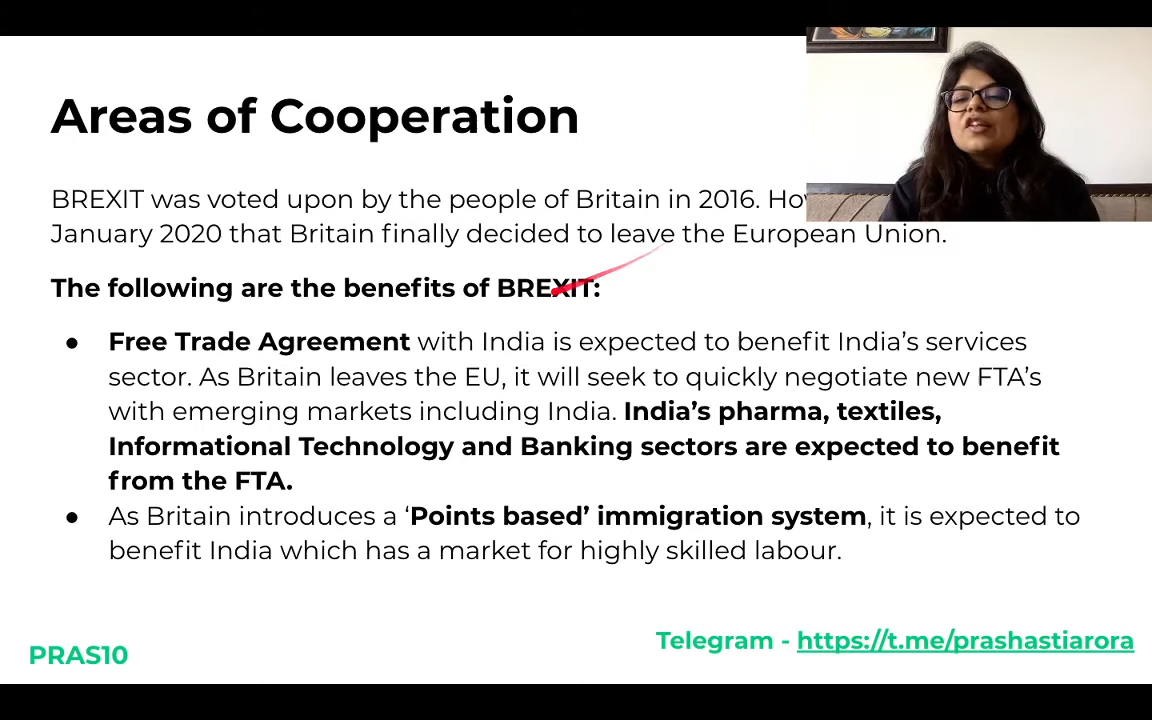 Areas of Cooperation
BREXIT was voted upon by the people of Britain in 2016.
January 2020 that Britain finally decided to leave the European Union.
The following are the benefits of BREXIT:
● Free Trade Agreement with India is expected to benefit India’s services
sector. As Britain leaves the EU, it will seek to quickly negotiate new FTA’s
with emerging markets including India. India’s pharma, textiles,
Informational Technology and Banking sectors are expected to benefit
from the FTA.
● As Britain introduces a ‘Points based’ immigration system, it is expected to
benefit India which has a market for highly skilled labour.
Telegram - https://t.me/prashastiarora
PRAS10